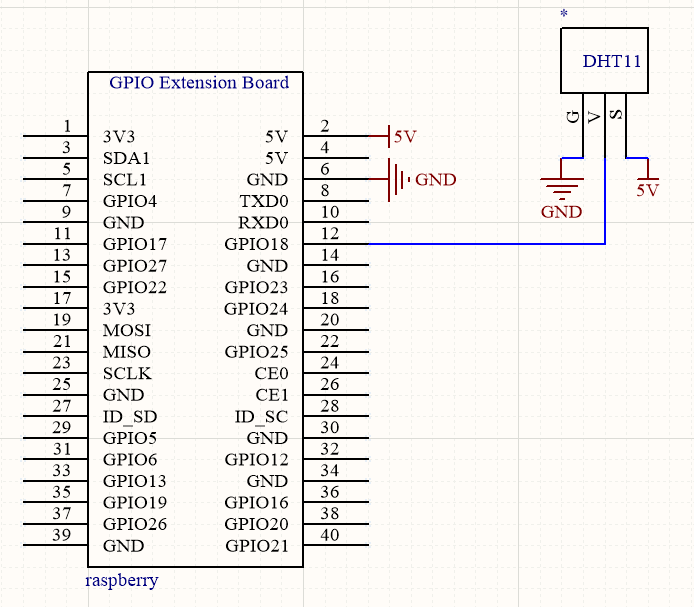 *
DHT11
G V S
GND
5V
GPIO Extension Board
1 3V3 5V 2 5V
3 SDA1 5V 4
5 SCL1 GND 6 GND
7 GPIO4 TXD0 8
9 GND RXD0 10
11 GPIO17 GPIO18 12
13 GPIO27 GND 14
15 GPIO22 GPIO23 16
17 3V3 GPIO24 18
19 MOSI GND 20
21 MISO GPIO25 22
23 SCLK CE0 24
25 GND CE1 26
27 ID_SD ID_SC 28
29 GPIO5 GND 30
31 GPIO6 GPIO12 32
33 GPIO13 GND 34
35 GPIO19 GPIO16 36
37 GPIO26 GPIO20 38
39 GND GPIO21 40
raspberry